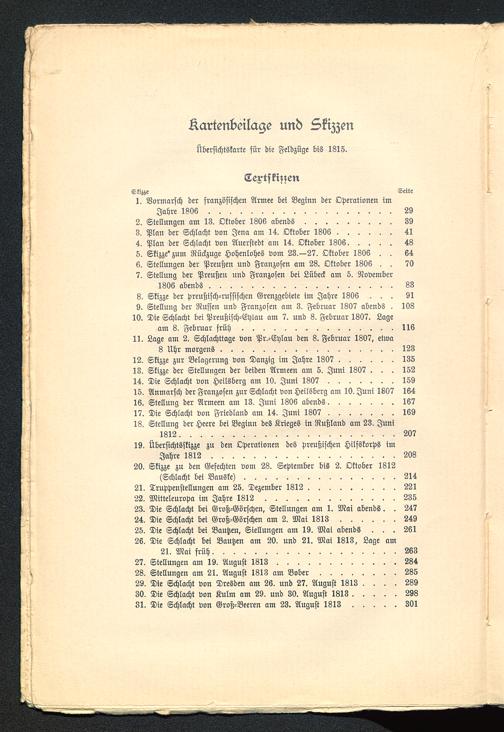 Kartenbeilage und Skizzen
Übersichtskarte für die Feldzüge bis 1815.
Textskizzen
Skizze Seite
1. Vormarsch der französischen Armee bei Beginn der Operationen im
Jahre 1806 . . . . . . . . . . . . . . . . 29
2. Stellungen am 13. Oktober 1806 abends . . . . . . . . 39
3. Plan der Schlacht von Jena am 14. Oktober 1806 . . . . . . 41
4. Plan der Schlacht von Auerstedt am 14. Oktober 1806 . . . . . 48
5. Skizze zum Rückzuge Hohenlohes vom 23.—27. Oktober 1806 . . 64
6. Stellungen der Preußen und Franzosen am 28. Oktober 1806 . . 70
7. Stellung der Preußen und Franzosen bei Lübeck am 5. November
1806 abends . . . . . . . . . . . . . . . 83
8. Skizze der preußisch-russischen Grenzgebiete im Jahre 1806 . . . 91
9. Stellung der Russen und Franzosen am 3. Februar 1807 abends . 108
10. Die Schlacht bei Preußisch-Eylau am 7. und 8. Februar 1807. Lage
am 8. Februar früh . . . . . . . . . . . . . 116
11. Lage am 2. Schlachttage von Pr.-Eylau den 8. Februar 1807, etwa
8 Uhr morgens . . . . . . . . . . . . . . 123
12. Skizze zur Belagerung von Danzig im Jahre 1807 . . . . . . 135
13. Skizze der Stellungen der beiden Armeen am 5. Juni 1807 . . . 152
14. Die Schlacht von Heilsberg am 10. Juni 1807 . . . . . . . 159
15. Anmarsch der Franzosen zur Schlacht von Heilsberg am 10. Juni 1807 164
16. Stellung der Armeen am 13. Juni 1806 abends . . . . . . . 167
17. Die Schlacht von Friedland am 14. Juni 1807 . . . . . . . 169
18. Stellung der Heere bei Beginn des Krieges in Rußland am 23. Juni
1812 . . . . . . . . . . . . . . . . . . 207
19. Übersichtsskizze zu den Operationen des preußischen Hilfskorps im
Jahre 1812 . . . . . . . . . . . . . . . . 208
20. Skizze zu den Gefechten vom 28. September bis 2. Oktober 1812
(Schlacht bei Bauske) . . . . . . . . . . . . . 214
21. Truppenstellungen am 25. Dezember 1812 . . . . . . . . 221
22. Mitteleuropa im Jahre 1812 . . . . . . . . . . . . 235
23. Die Schlacht bei Groß-Görschen, Stellungen am 1. Mai abends . . 247
24. Die Schlacht bei Groß-Görschen am 2. Mai 1813 . . . . . . 249
25. Die Schlacht bei Bautzen, Stellungen am 19. Mai abends . . . 261
26. Die Schlacht bei Bautzen am 20. und 21. Mai 1813, Lage am
21. Mai früh . . . . . . . . . . . . . . . 263
27. Stellungen am 19. August 1813 . . . . . . . . . . . 284
28. Stellungen am 21. August 1813 am Bober . . . . . . . . 285
29. Die Schlacht von Dresden am 26. und 27. August 1813 . . . . 289
30. Die Schlacht von Kulm am 29. und 30. August 1813 . . . . . 298
31. Die Schlacht von Groß-Beeren am 23. August 1813 . . . . . 301